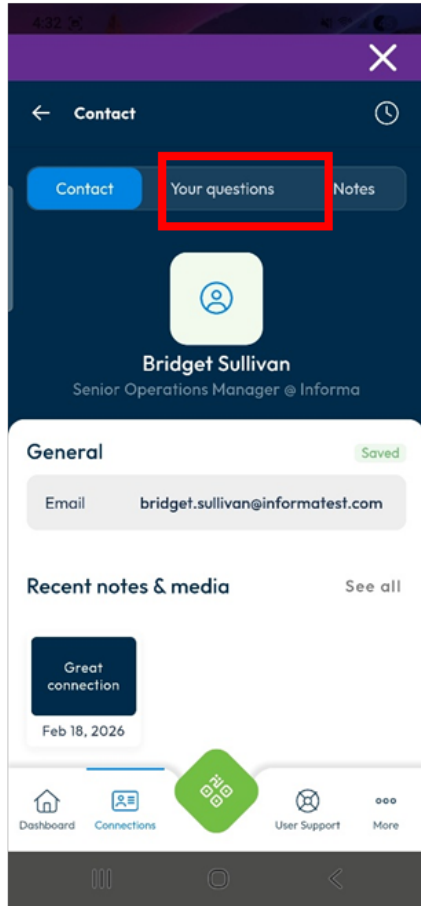 4:32
Contact
Contact Your questions Notes
Bridget Sullivan
Senior Operations Manager @ Informa
General Saved
Email bridget.sullivan@informatest.com
Recent notes & media See all
Great
connection
Feb 18, 2026
Dashboard Connections User Support More